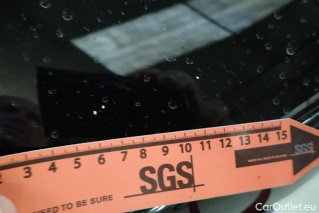 2 3 4 5 6 7 8 9 10 11 12 13 14 15
SGS
SGS
NEED TO BE SURE
CarOutlet.eu